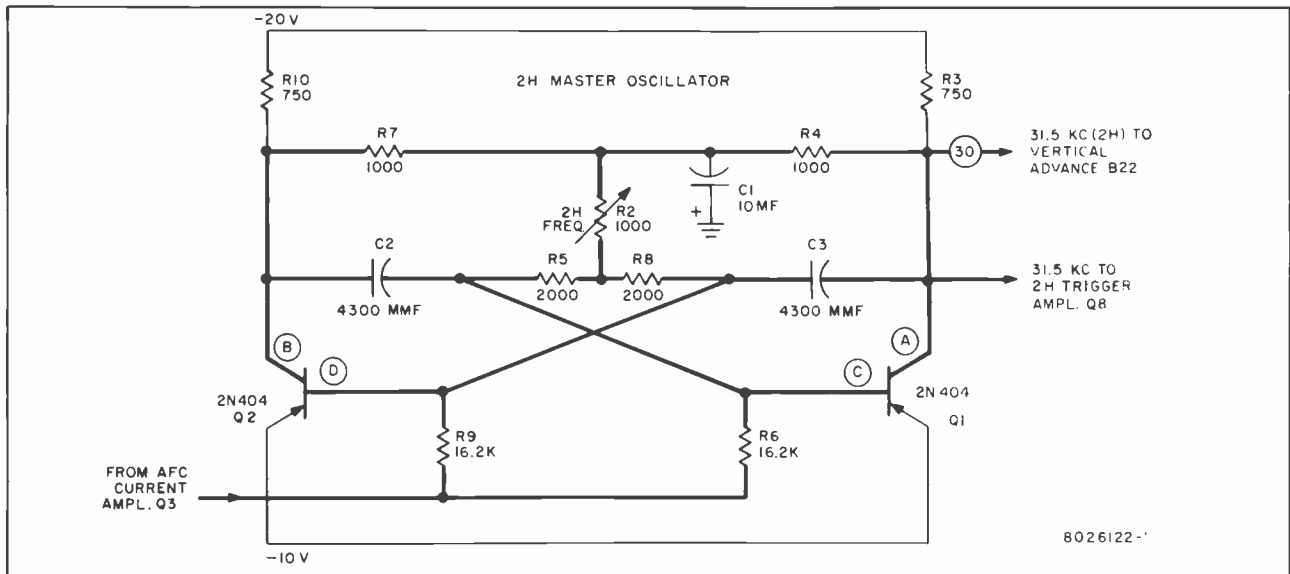 -20V
R10
750
2H MASTER OSCILLATOR
R3
750
R7
1000
R4
1000
30
31.5 KC (2H) TO
VERTICAL
ADVANCE B22
C1
10MF
+
2H
FREQ.
R2
1000
C2
4300 MMF
R5
2000
R8
2000
C3
4300 MMF
31.5 KC TO
2H TRIGGER
AMPL. Q8
B
D
A
C
2N404
Q2
2N404
Q1
R9
16.2K
R6
16.2K
FROM AFC
CURRENT
AMPL. Q3
-10V
8026122-